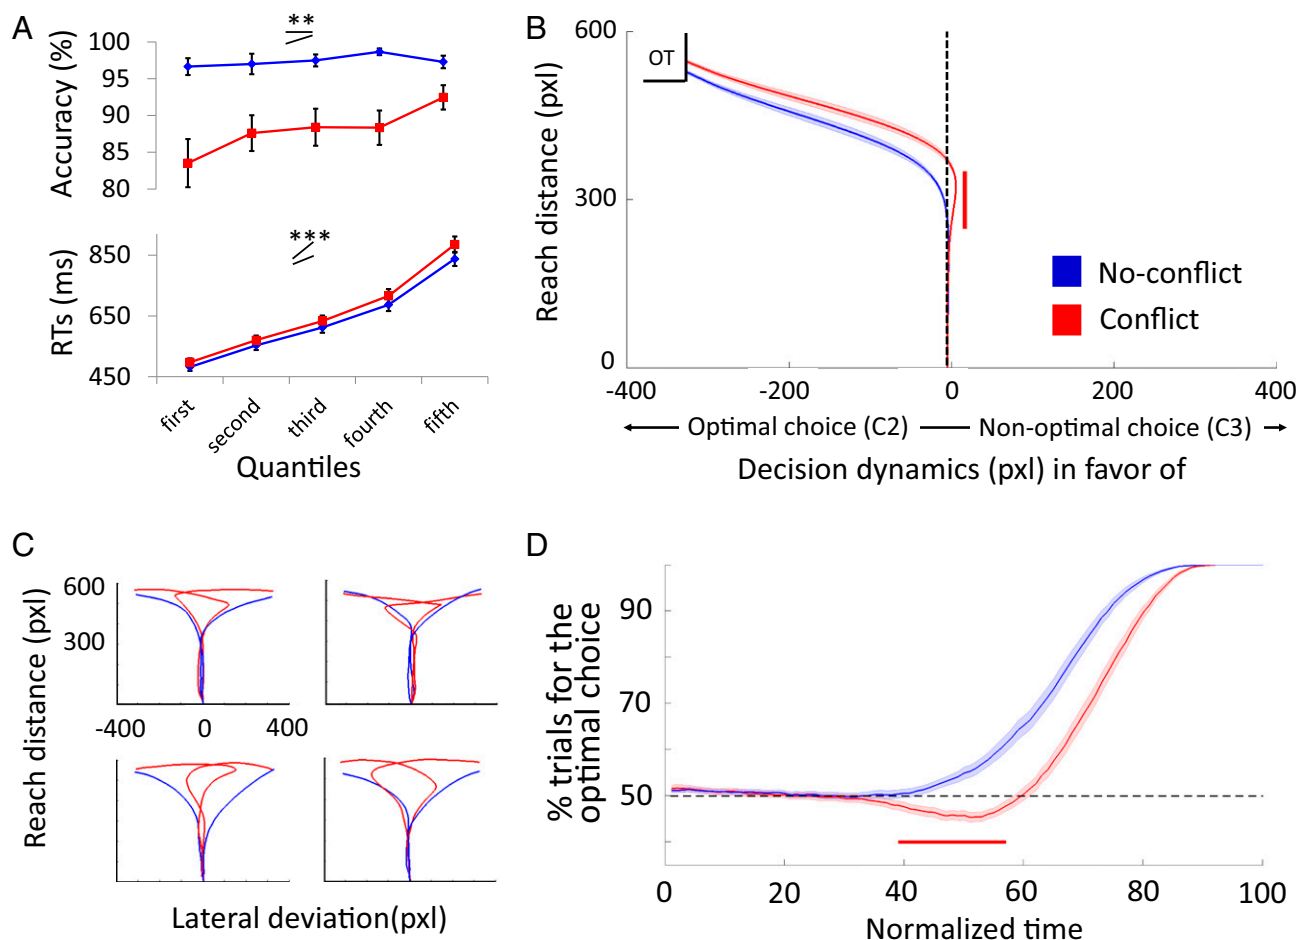 A
**
Accuracy (%)
100
95
90
85
80
***
RTs (ms)
850
650
450
first
second
third
fourth
fifth
Quantiles
B
Reach distance (pxl)
600
300
0
OT
No-conflict
Conflict
-400
-200
0
200
400
Optimal choice (C2)
Non-optimal choice (C3)
Decision dynamics (pxl) in favor of
C
Reach distance (pxl)
600
300
-400
0
400
Lateral deviation(pxl)
D
% trials for the
optimal choice
90
70
50
0
20
40
60
80
100
Normalized time